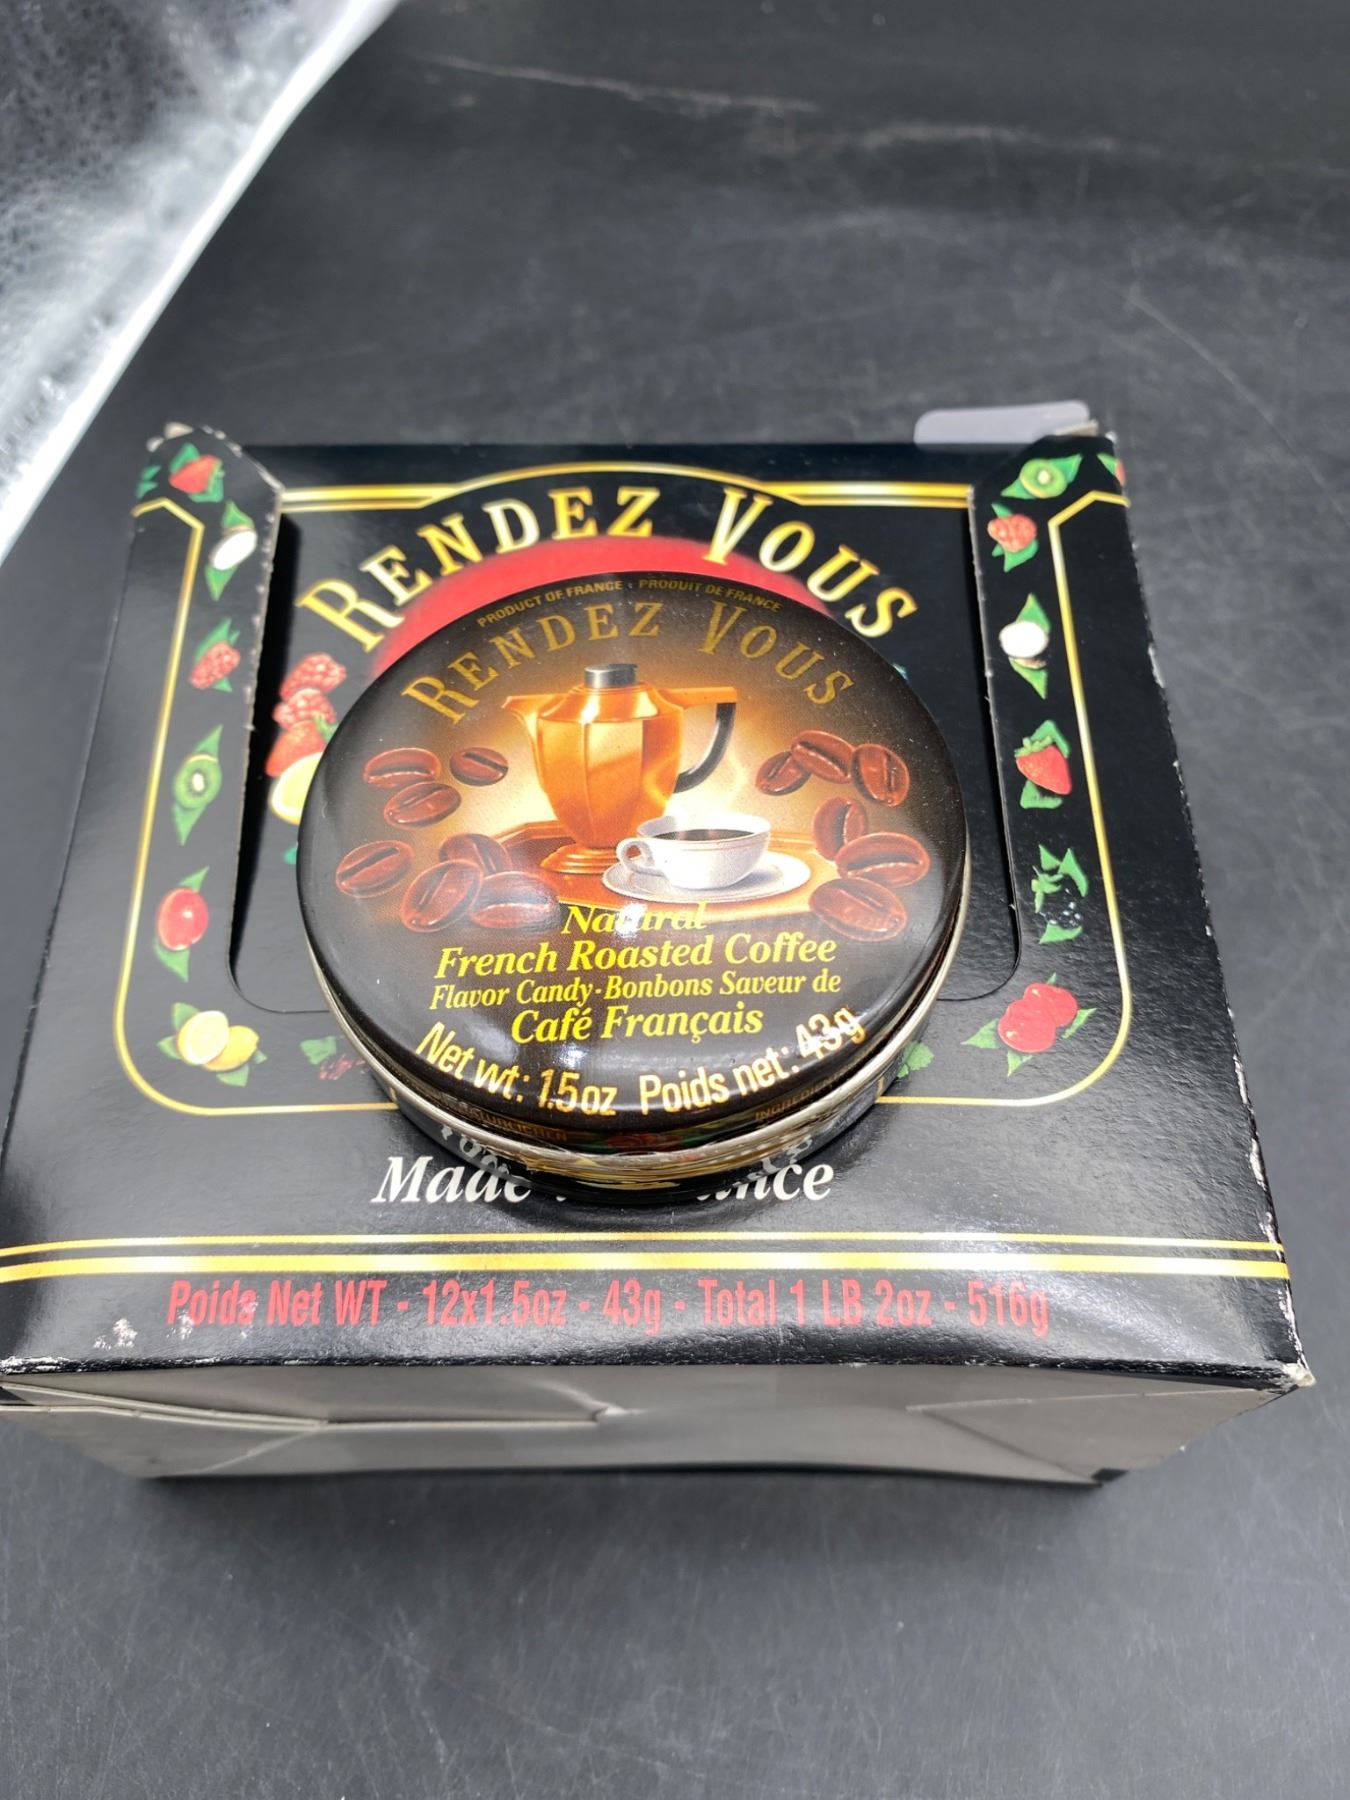 RENDEZ VOUS
PRODUCT OF FRANCE · PRODUIT DE FRANCE
RENDEZ VOUS
Natural
French Roasted Coffee
Flavor Candy-Bonbons Saveur de
Café Français
Net wt: 1.5oz Poids net: 43g
Made
Poids Net WT - 12x1.5oz - 43g - Total 1 LB 2oz - 516g